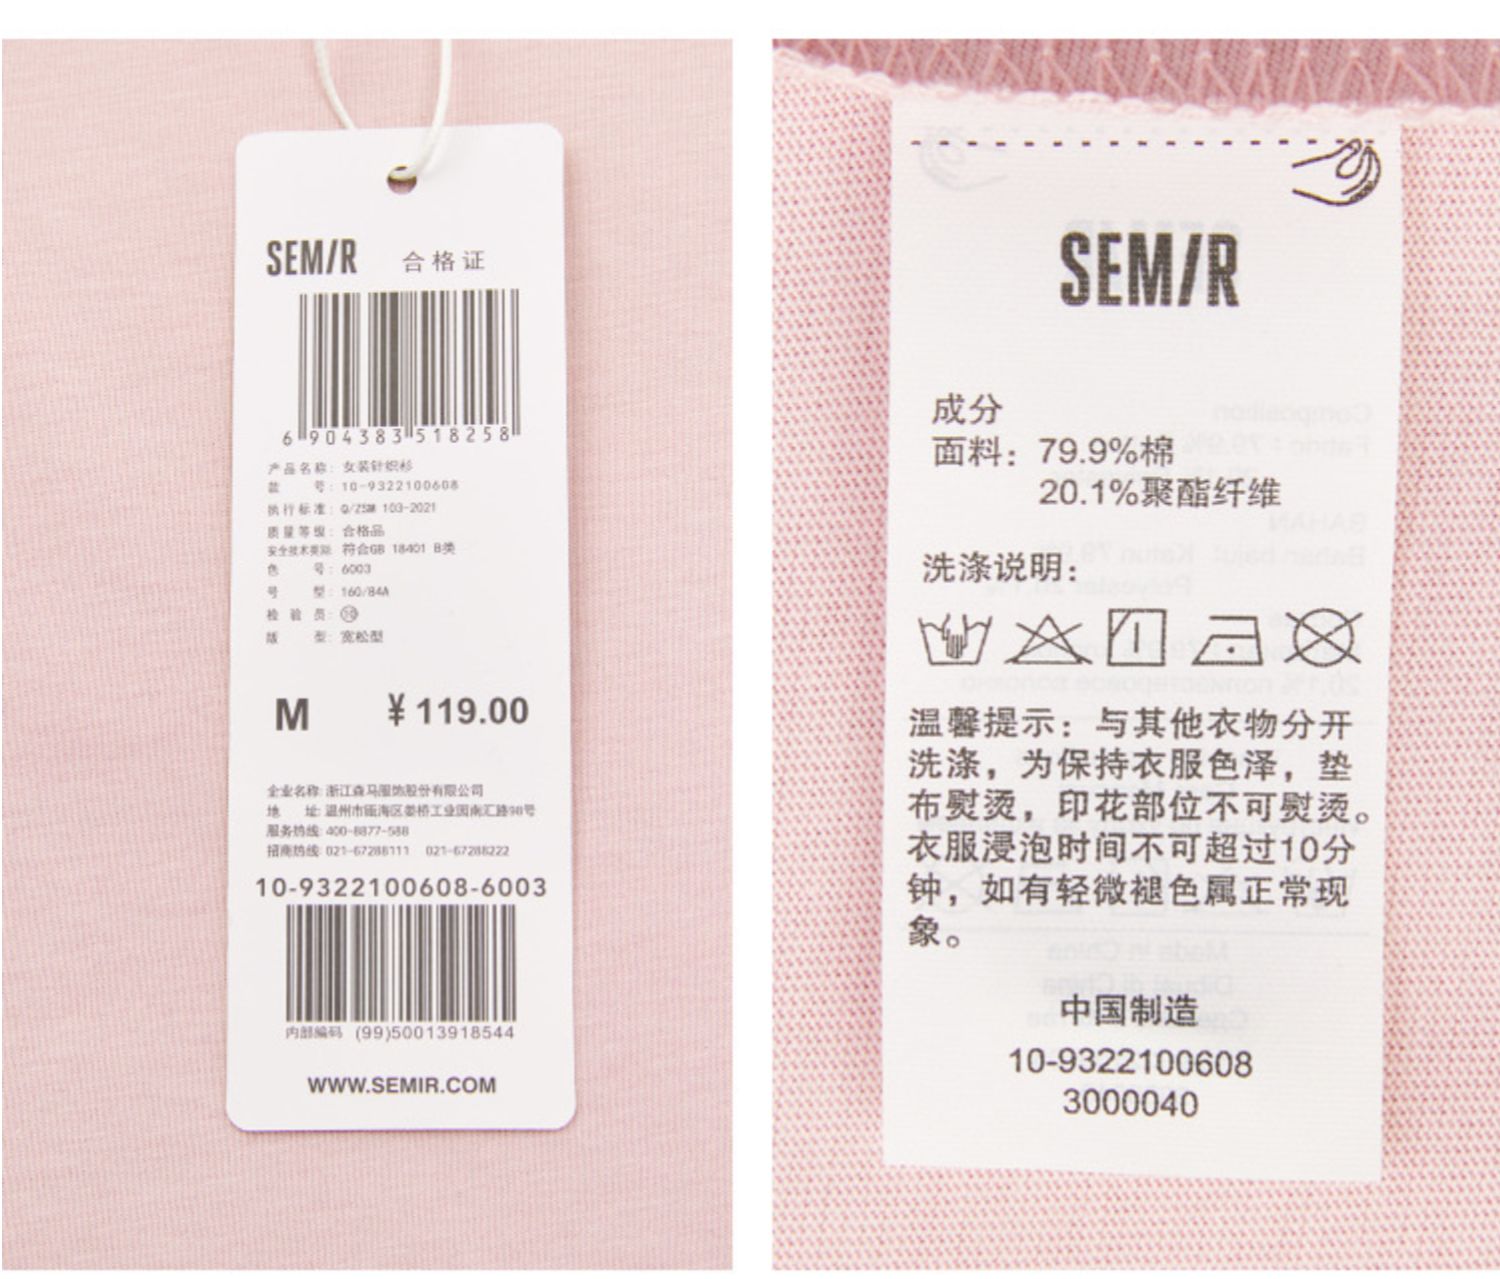 SEM/R 合格证
6 904383 518258
产品名称: 女装针织衫
款 号: 10-9322100608
执行标准: Q/ZSM 103-2021
质量等级: 合格品
安全技术类别: 符合GB 18401 B类
色 号: 6003
号 型: 160/84A
检 验 员:
版 型: 宽松型
M ¥119.00
企业名称: 浙江森马服饰股份有限公司
地 址: 温州市瓯海区娄桥工业园南汇路98号
服务热线: 400-8877-588
招商热线: 021-67288111 021-67288222
10-9322100608-6003
内部编码 (99)50013918544
WWW.SEMIR.COM
SEM/R
成分
面料: 79.9%棉
20.1%聚酯纤维
洗涤说明:
温馨提示: 与其他衣物分开
洗涤，为保持衣服色泽，垫
布熨烫，印花部位不可熨烫。
衣服浸泡时间不可超过10分
钟，如有轻微褪色属正常现
象。
中国制造
10-9322100608
3000040